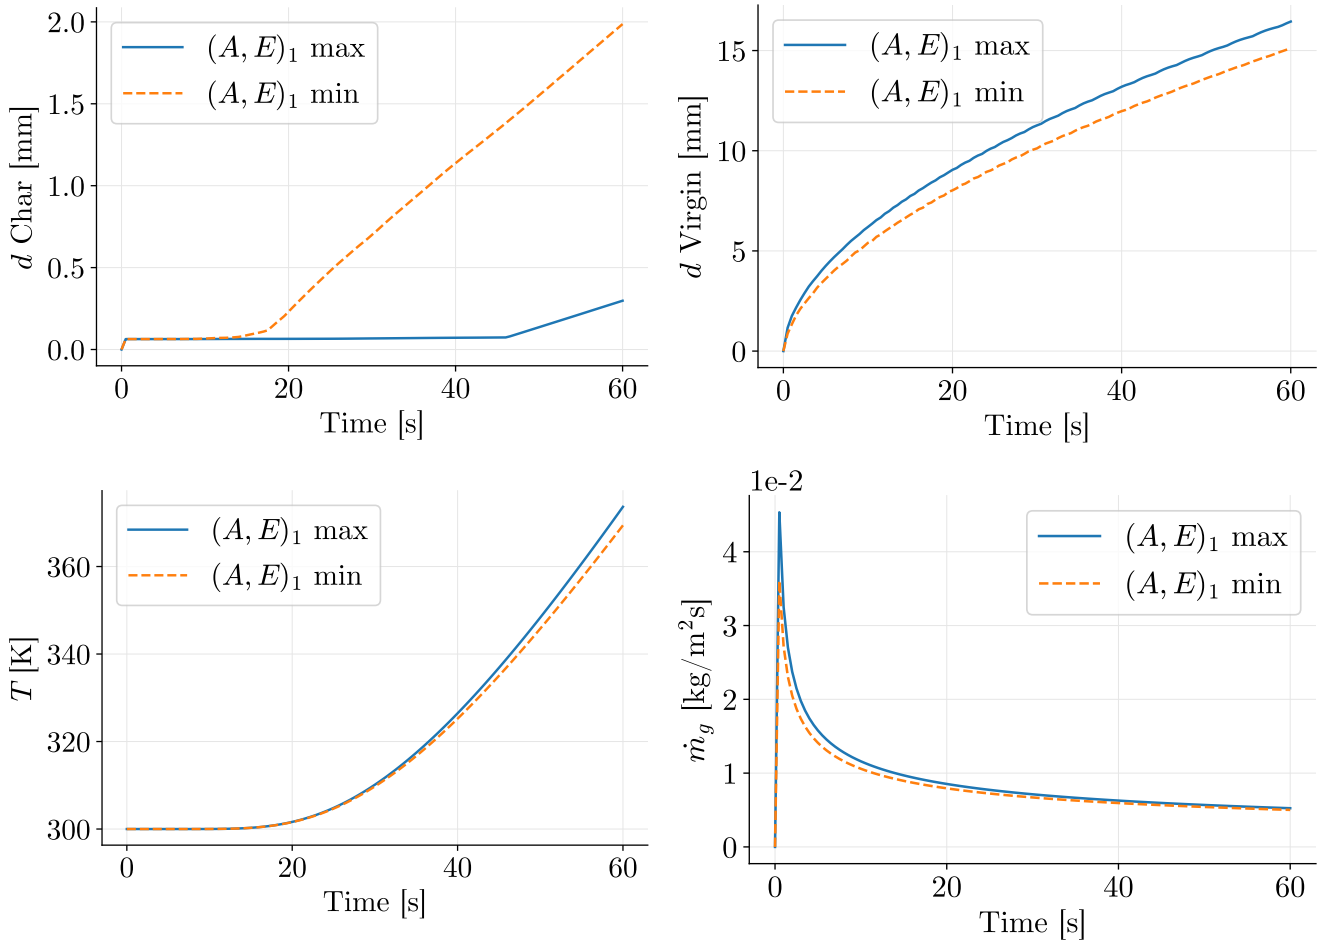 2.0
1.5
1.0
0.5
0.0
d Char [mm]
(A, E)₁ max
(A, E)₁ min
0 20 40 60
Time [s]
15
10
5
0
d Virgin [mm]
(A, E)₁ max
(A, E)₁ min
0 20 40 60
Time [s]
360
340
320
300
T [K]
(A, E)₁ max
(A, E)₁ min
0 20 40 60
Time [s]
1e-2
4
3
2
1
0
ṁ_g [kg/m²s]
(A, E)₁ max
(A, E)₁ min
0 20 40 60
Time [s]